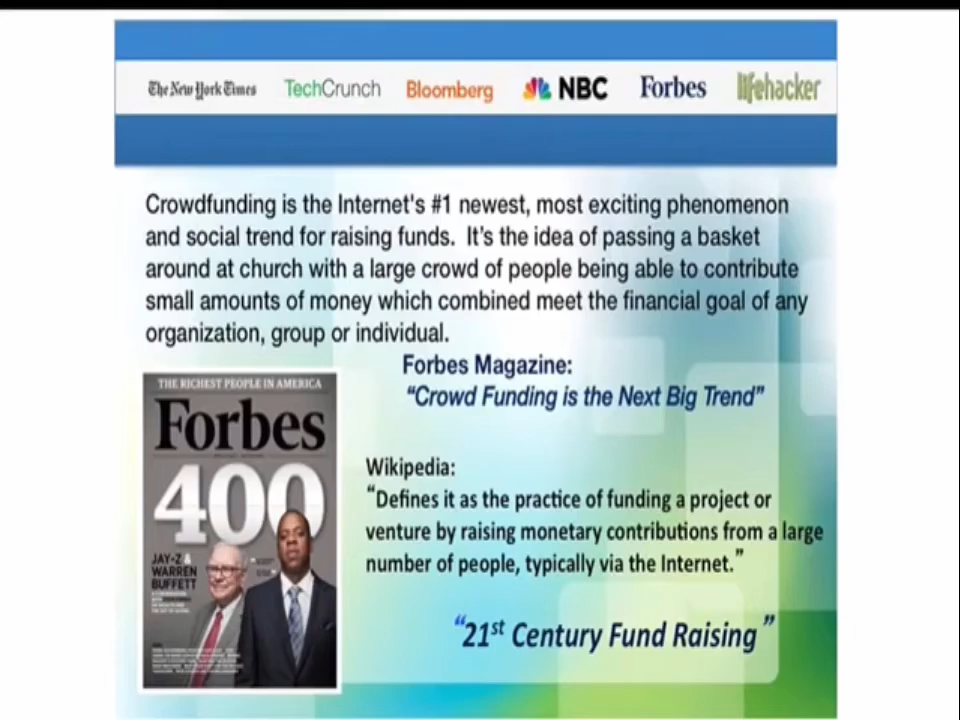 The New York Times TechCrunch Bloomberg NBC Forbes lifehacker
Crowdfunding is the Internet's #1 newest, most exciting phenomenon
and social trend for raising funds. It's the idea of passing a basket
around at church with a large crowd of people being able to contribute
small amounts of money which combined meet the financial goal of any
organization, group or individual.
Forbes Magazine:
“Crowd Funding is the Next Big Trend”
THE RICHEST PEOPLE IN AMERICA
Forbes
400
JAY-Z &
WARREN
BUFFETT
Wikipedia:
“Defines it as the practice of funding a project or
venture by raising monetary contributions from a large
number of people, typically via the Internet.”
“21st Century Fund Raising”